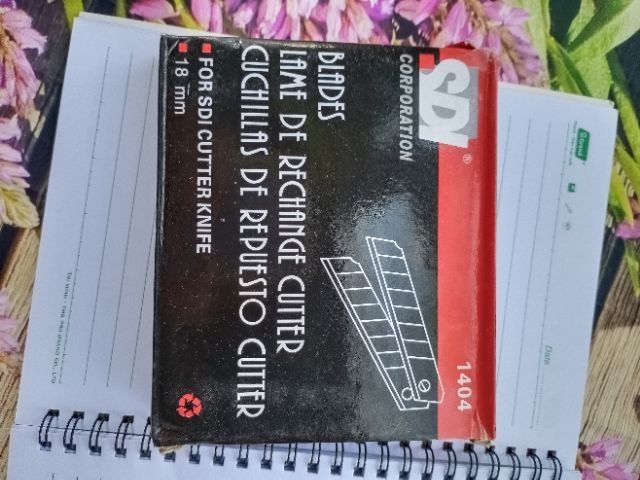 SDI®
CORPORATION
1404
BLADES
LAME DE RECHANGE CUTTER
CUCHILLAS DE REPUESTO CUTTER
FOR SDI CUTTER KNIFE
18 mm
Date